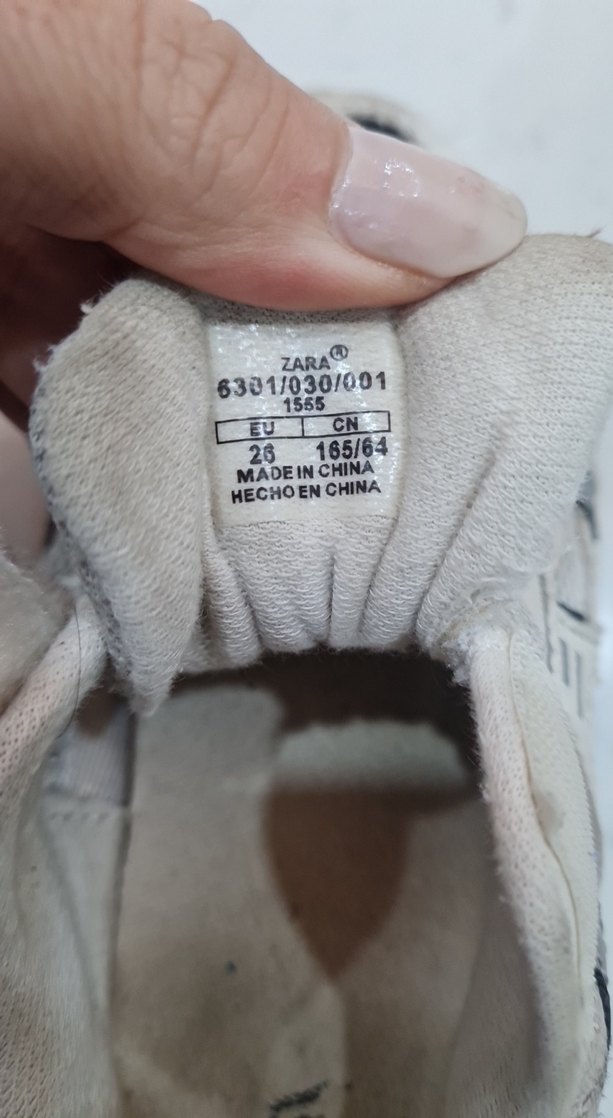 ZARA®
6301/030/001
1555
EU CN
26 165/64
MADE IN CHINA
HECHO EN CHINA